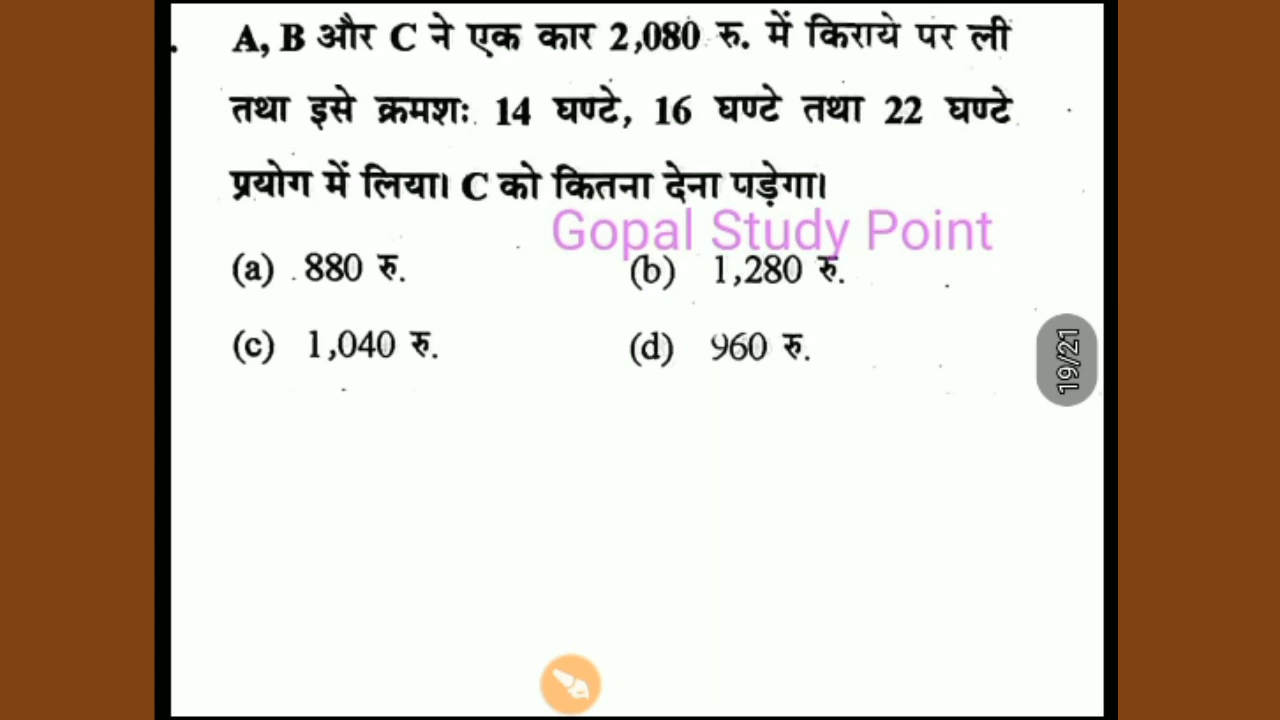 . A, B और C ने एक कार 2,080 रु. में किराये पर ली
तथा इसे क्रमशः 14 घण्टे, 16 घण्टे तथा 22 घण्टे
प्रयोग में लिया। C को कितना देना पड़ेगा।
Gopal Study Point
(a) 880 रु. (b) 1,280 रु.
(c) 1,040 रु. (d) 960 रु.
19/21